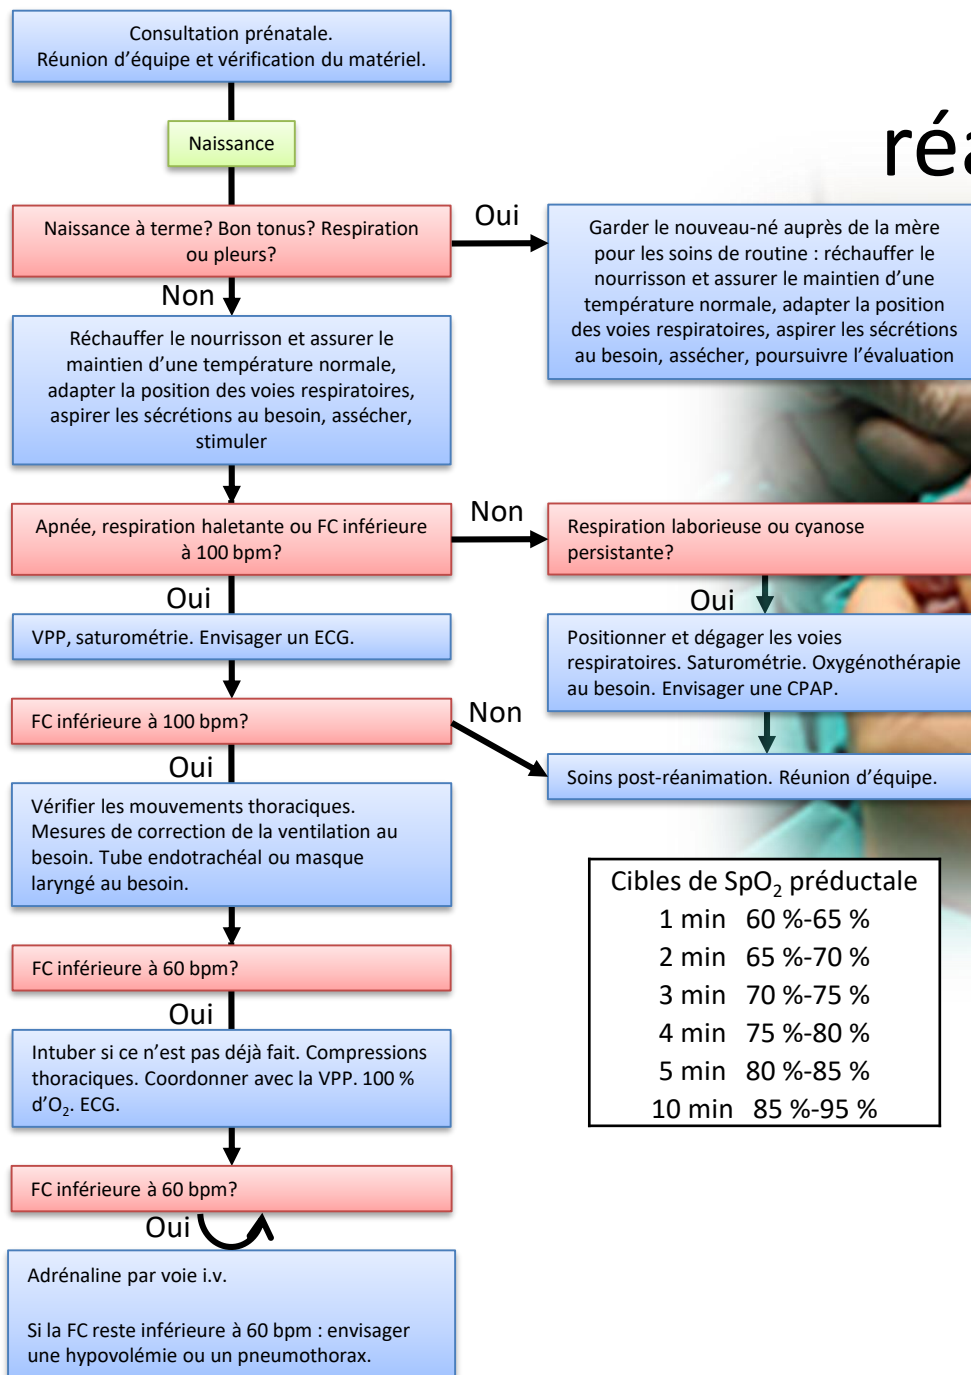 Consultation prénatale.
Réunion d’équipe et vérification du matériel.
Naissance
réa
Naissance à terme? Bon tonus? Respiration
ou pleurs?
Oui
Garder le nouveau-né auprès de la mère
pour les soins de routine : réchauffer le
nourrisson et assurer le maintien d’une
température normale, adapter la position
des voies respiratoires, aspirer les sécrétions
au besoin, assécher, poursuivre l’évaluation
Non
Réchauffer le nourrisson et assurer le
maintien d’une température normale,
adapter la position des voies respiratoires,
aspirer les sécrétions au besoin, assécher,
stimuler
Apnée, respiration haletante ou FC inférieure
à 100 bpm?
Non
Respiration laborieuse ou cyanose
persistante?
Oui
Oui
VPP, saturométrie. Envisager un ECG.
Positionner et dégager les voies
respiratoires. Saturométrie. Oxygénothérapie
au besoin. Envisager une CPAP.
FC inférieure à 100 bpm?
Non
Oui
Soins post-réanimation. Réunion d’équipe.
Vérifier les mouvements thoraciques.
Mesures de correction de la ventilation au
besoin. Tube endotrachéal ou masque
laryngé au besoin.
Cibles de SpO₂ préductale
1 min 60 %-65 %
2 min 65 %-70 %
3 min 70 %-75 %
4 min 75 %-80 %
5 min 80 %-85 %
10 min 85 %-95 %
FC inférieure à 60 bpm?
Oui
Intuber si ce n’est pas déjà fait. Compressions
thoraciques. Coordonner avec la VPP. 100 %
d’O₂. ECG.
FC inférieure à 60 bpm?
Oui
Adrénaline par voie i.v.
Si la FC reste inférieure à 60 bpm : envisager
une hypovolémie ou un pneumothorax.